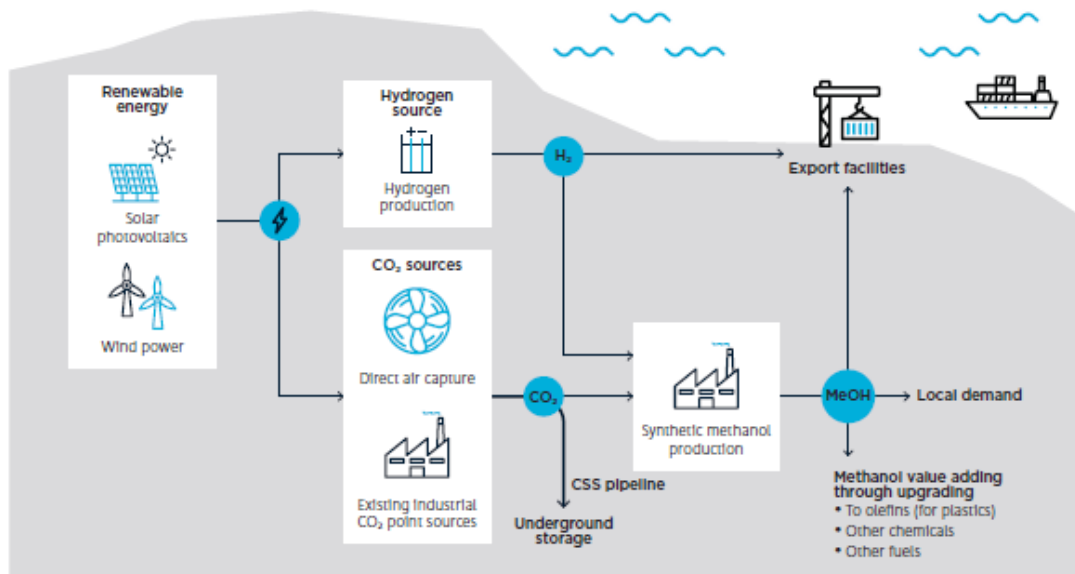 Renewable
energy
Solar
photovoltaics
Wind power
Hydrogen
source
+-
Hydrogen
production
CO₂ sources
Direct air capture
Existing industrial
CO₂ point sources
H₂
CO₂
CSS pipeline
Underground
storage
Synthetic methanol
production
Export facilities
MeOH
Local demand
Methanol value adding
through upgrading
• To olefins (for plastics)
• Other chemicals
• Other fuels